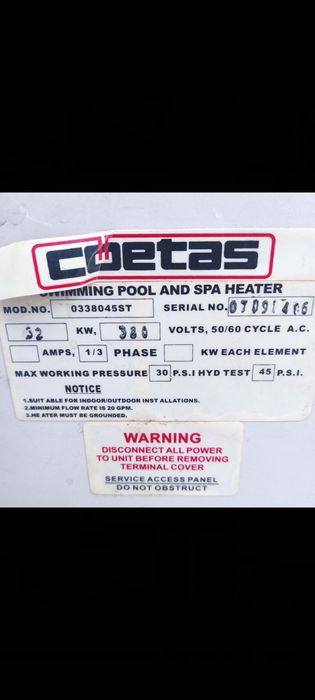 coetas
SWIMMING POOL AND SPA HEATER
MOD.NO. 0338045ST SERIAL NO.
32 KW, 380 VOLTS, 50/60 CYCLE A.C.
AMPS, 1/3 PHASE KW EACH ELEMENT
MAX WORKING PRESSURE 30 P.S.I HYD TEST 45 P.S.I.
NOTICE
1.SUIT ABLE FOR INDOOR/OUTDOOR INST ALLATIONS.
2.MINIMUM FLOW RATE IS 20 GPM.
3.HE ATER MUST BE GROUNDED.
WARNING
DISCONNECT ALL POWER
TO UNIT BEFORE REMOVING
TERMINAL COVER
SERVICE ACCESS PANEL
DO NOT OBSTRUCT